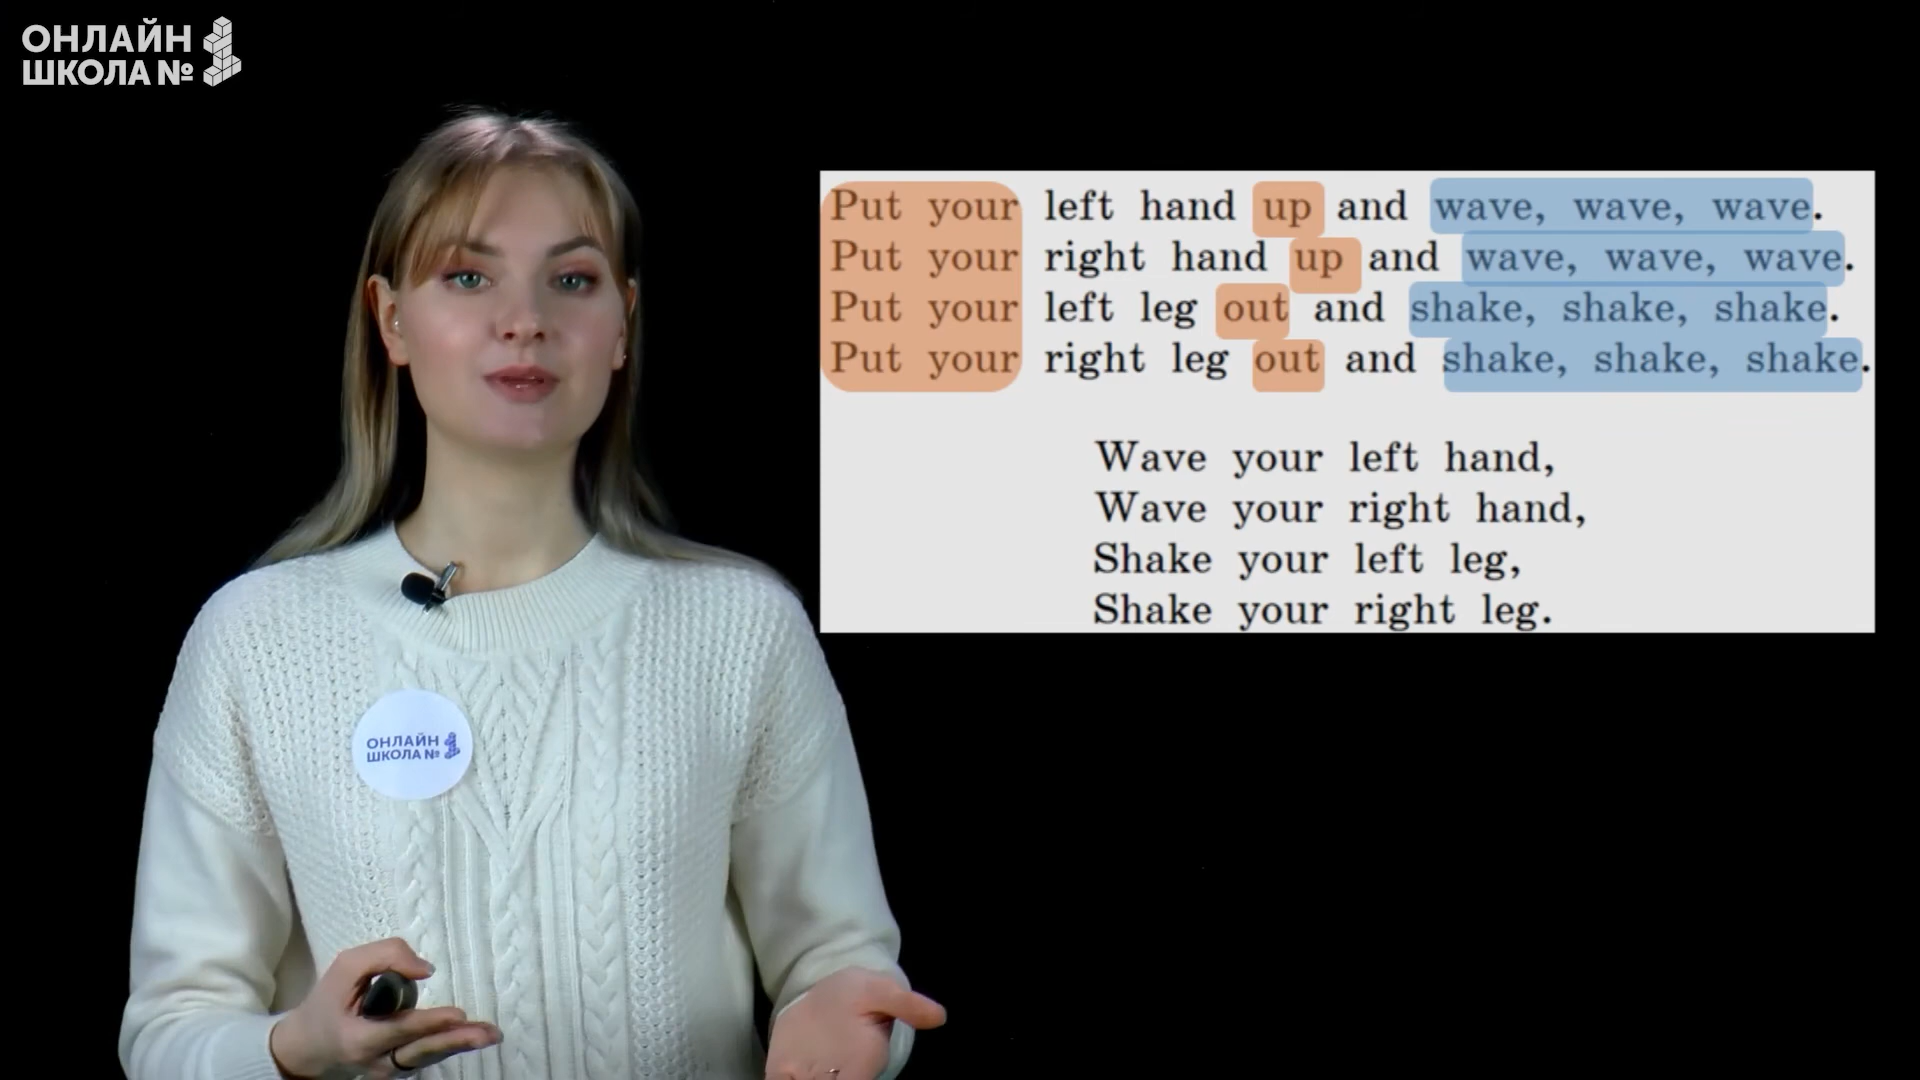 ОНЛАЙН
ШКОЛА №1
Put your left hand up and wave, wave, wave.
Put your right hand up and wave, wave, wave.
Put your left leg out and shake, shake, shake.
Put your right leg out and shake, shake, shake.
Wave your left hand,
Wave your right hand,
Shake your left leg,
Shake your right leg.
ОНЛАЙН
ШКОЛА №1